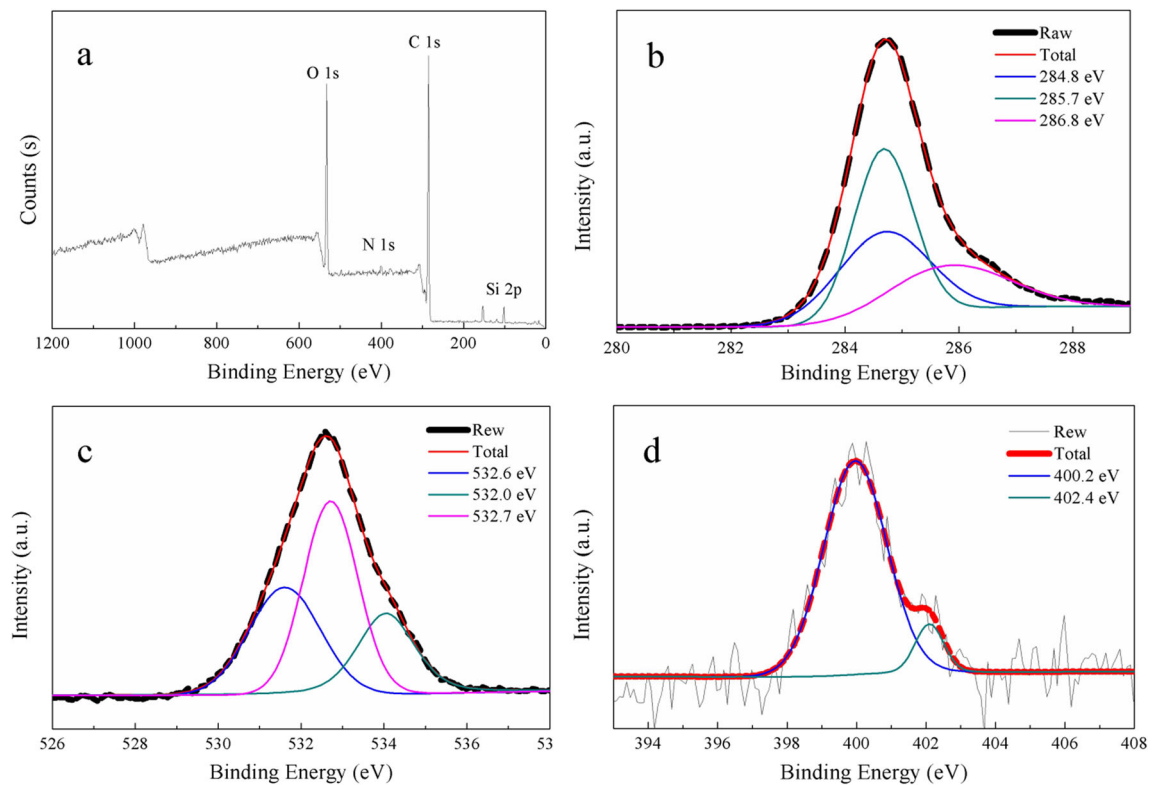 a
C 1s
O 1s
N 1s
Si 2p
Counts (s)
1200 1000 800 600 400 200 0
Binding Energy (eV)
b
Raw
Total
284.8 eV
285.7 eV
286.8 eV
Intensity (a.u.)
280 282 284 286 288
Binding Energy (eV)
c
Rew
Total
532.6 eV
532.0 eV
532.7 eV
Intensity (a.u.)
526 528 530 532 534 536 53
Binding Energy (eV)
d
Rew
Total
400.2 eV
402.4 eV
Intensity (a.u.)
394 396 398 400 402 404 406 408
Binding Energy (eV)